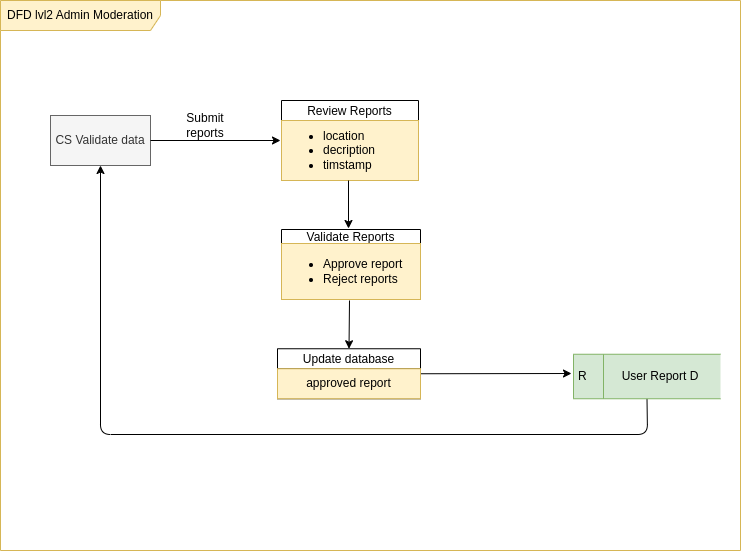 DFD lvl2 Admin Moderation
CS Validate data
Submit
reports
Review Reports
location
decription
timstamp
Validate Reports
Approve report
Reject reports
Update database
approved report
R
User Report D